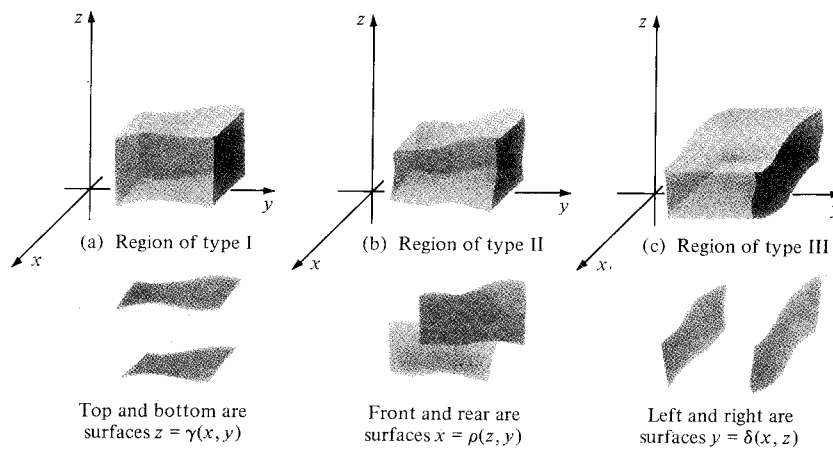 z
z
z
y
y
x
x
x
(a) Region of type I
(b) Region of type II
(c) Region of type III
Top and bottom are
surfaces z = γ(x, y)
Front and rear are
surfaces x = ρ(z, y)
Left and right are
surfaces y = δ(x, z)